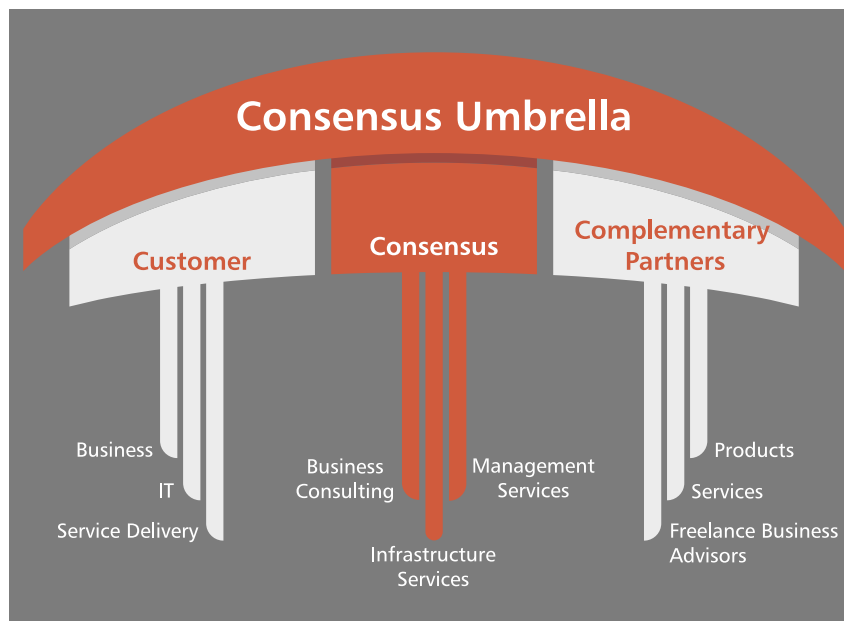 Consensus Umbrella
Customer
Consensus
Complementary
Partners
Business
IT
Service Delivery
Business
Consulting
Infrastructure
Services
Management
Services
Products
Services
Freelance Business
Advisors